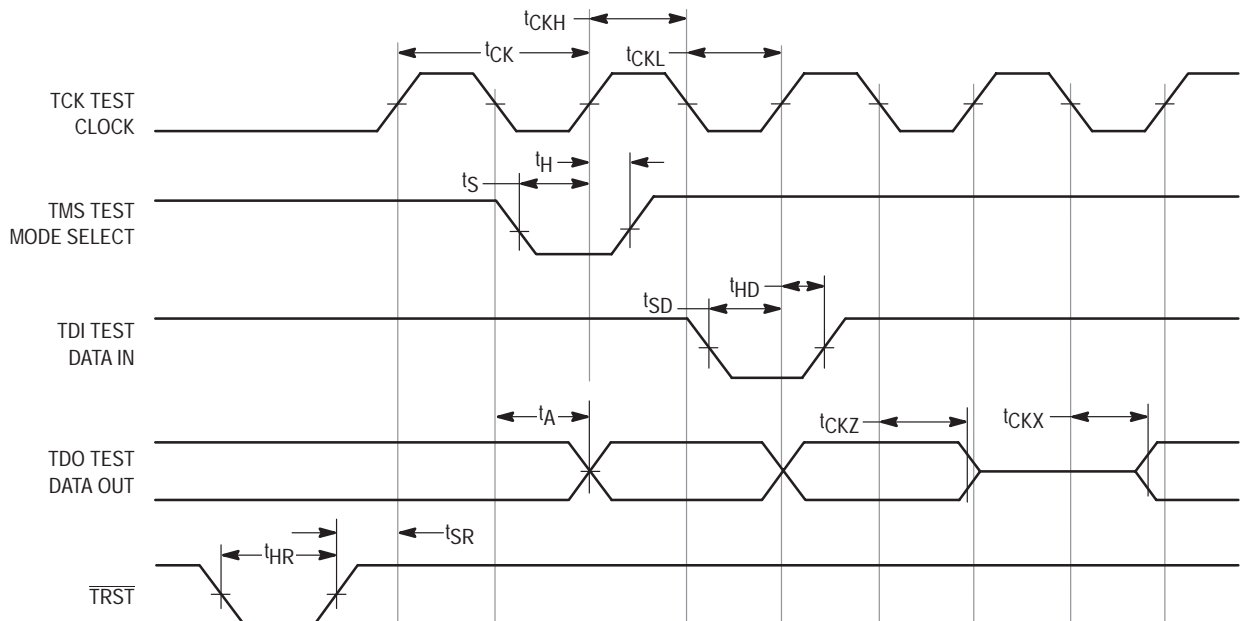 tCKH
tCK
tCKL
TCK TEST
CLOCK
tH
tS
TMS TEST
MODE SELECT
tHD
tSD
TDI TEST
DATA IN
tA
tCKZ
tCKX
TDO TEST
DATA OUT
tSR
tHR
TRST